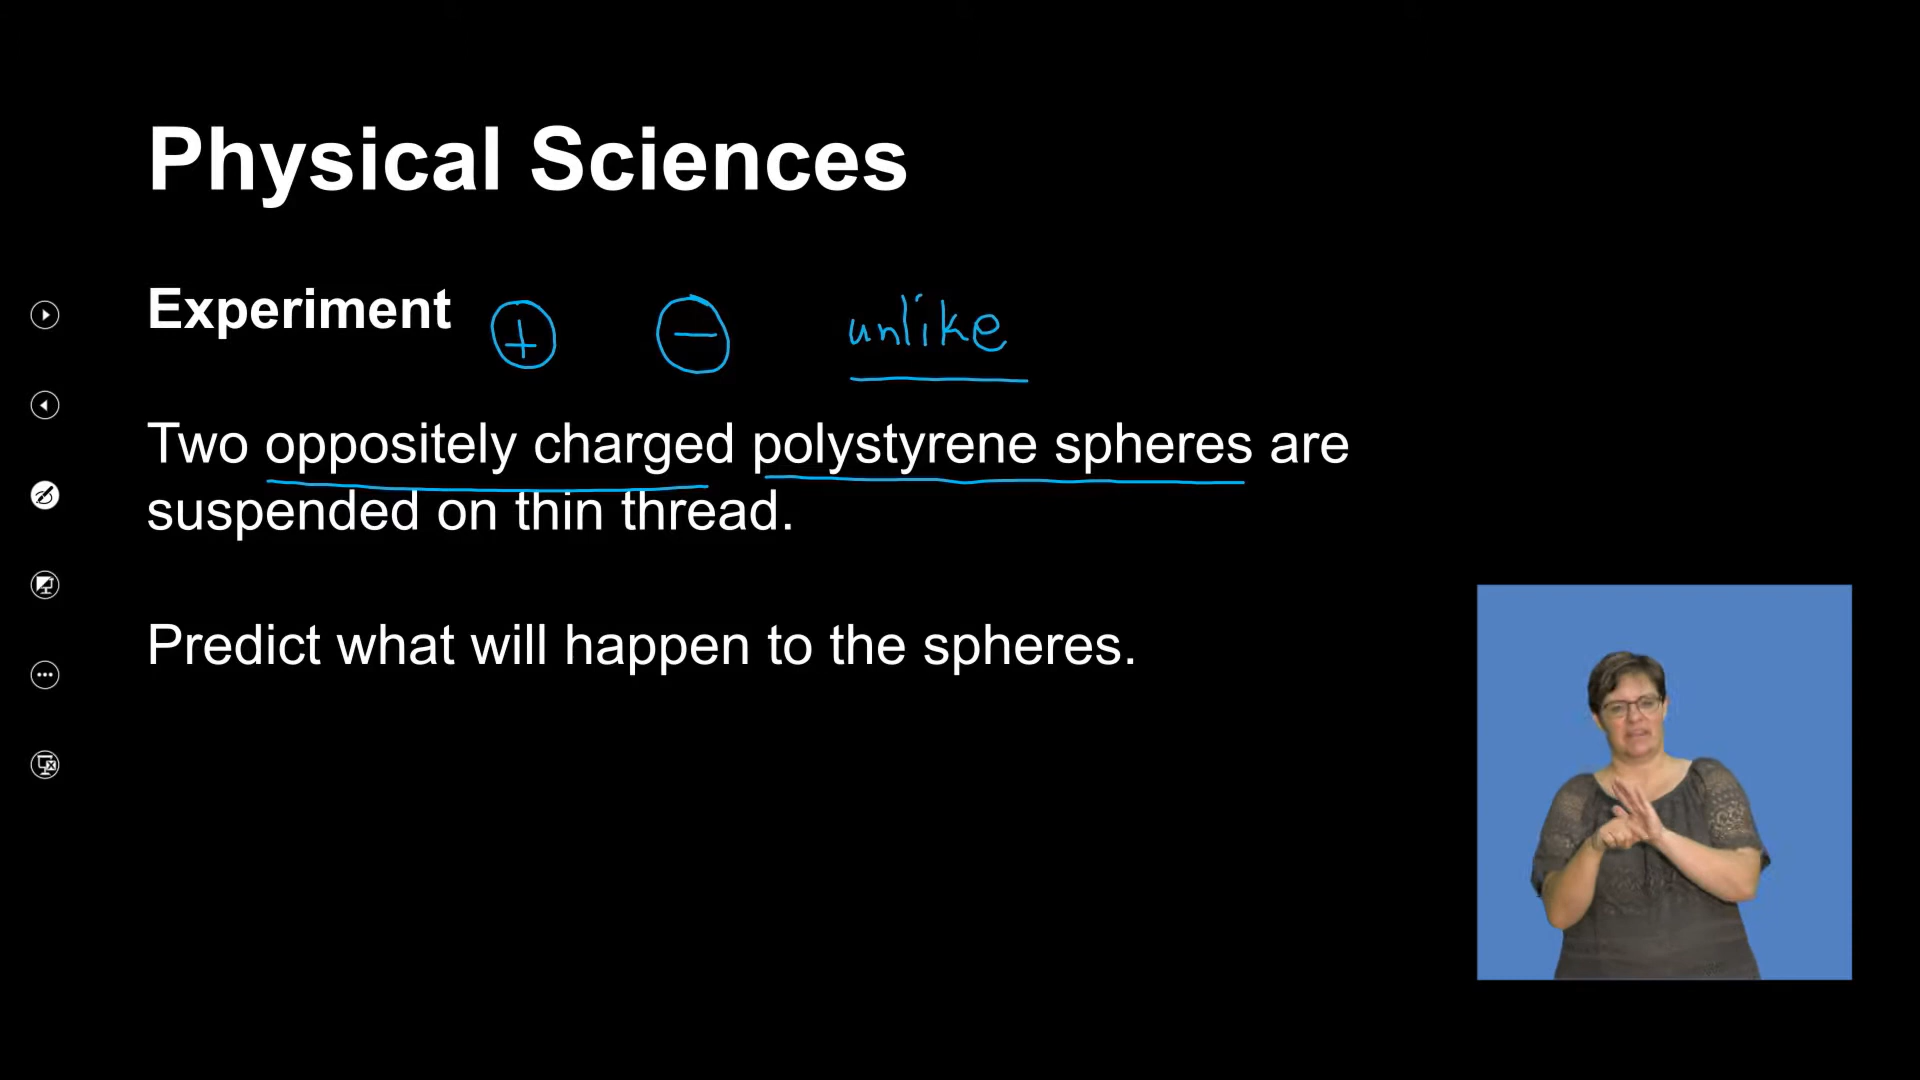 Physical Sciences
Experiment + − unlike
Two oppositely charged polystyrene spheres are
suspended on thin thread.
Predict what will happen to the spheres.